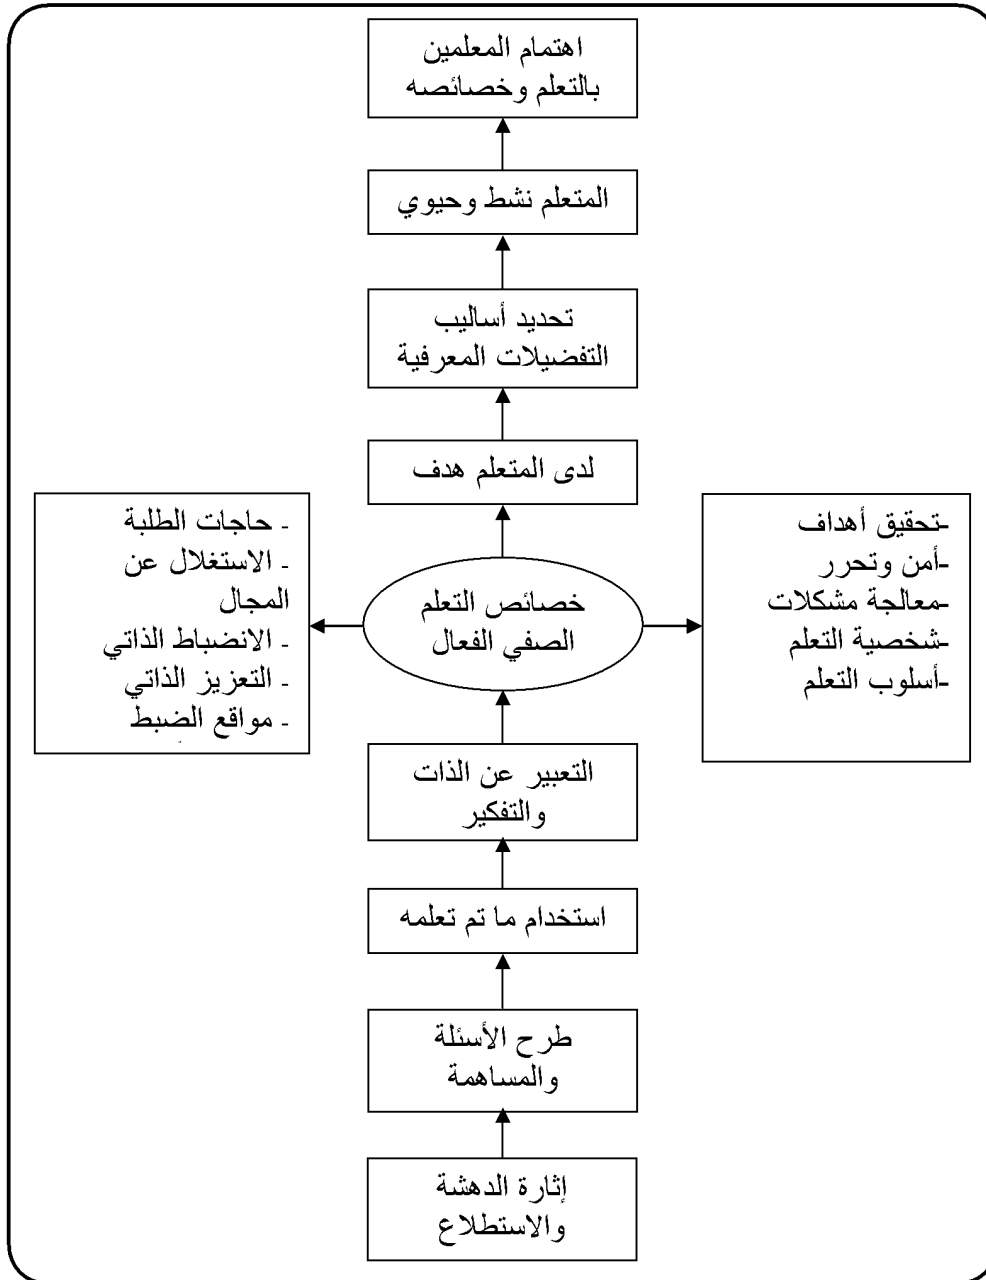 اهتمام المعلمين
بالتعلم وخصائصه
المتعلم نشط وحيوي
تحديد أساليب
التفضيلات المعرفية
لدى المتعلم هدف
-تحقيق أهداف
-أمن وتحرر
-معالجة مشكلات
-شخصية التعلم
-أسلوب التعلم
خصائص التعلم
الصفي الفعال
- حاجات الطلبة
- الاستغلال عن
المجال
- الانضباط الذاتي
- التعزيز الذاتي
- مواقع الضبط
التعبير عن الذات
والتفكير
استخدام ما تم تعلمه
طرح الأسئلة
والمساهمة
إثارة الدهشة
والاستطلاع